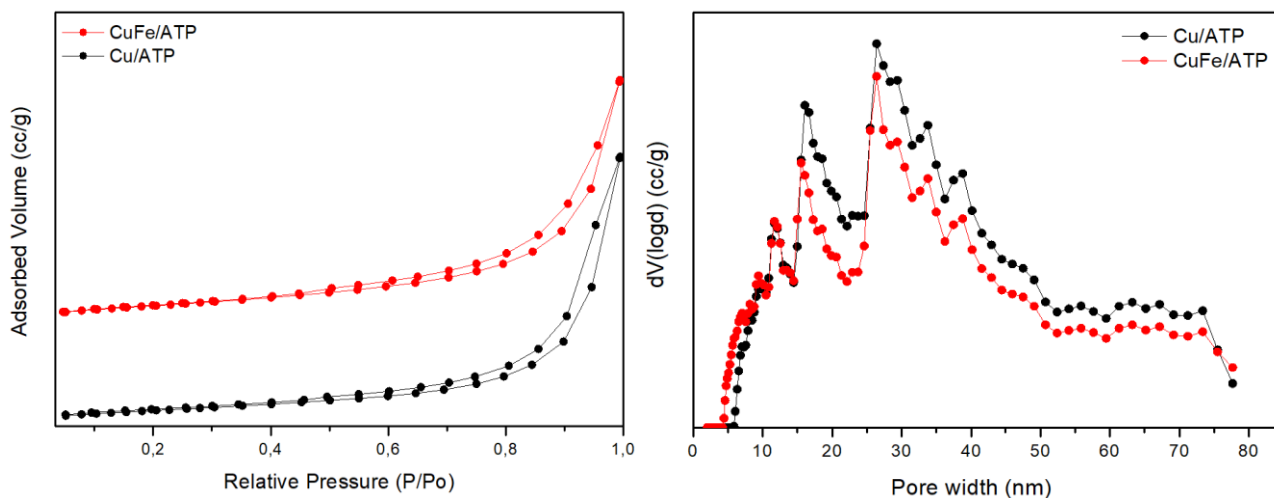 CuFe/ATP
Cu/ATP
Adsorbed Volume (cc/g)
0,2 0,4 0,6 0,8 1,0
Relative Pressure (P/Po)
Cu/ATP
CuFe/ATP
dV(logd) (cc/g)
0 10 20 30 40 50 60 70 80
Pore width (nm)